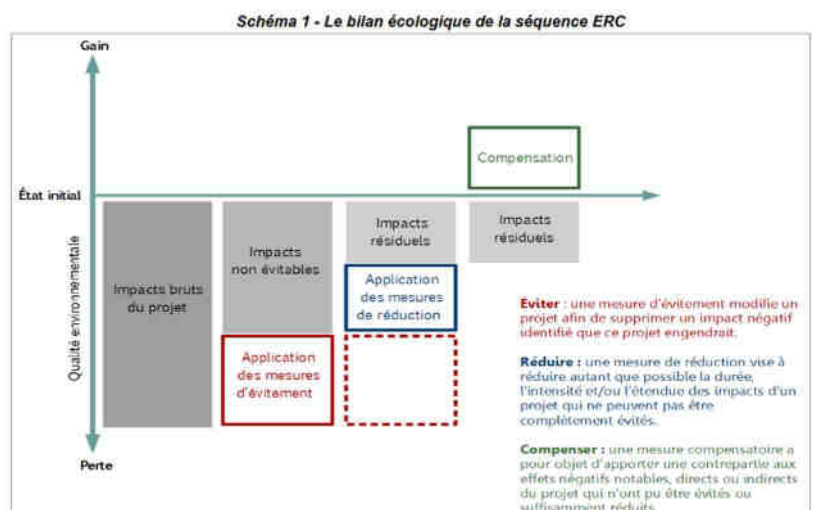 Schéma 1 - Le bilan écologique de la séquence ERC
Gain
Compensation
État initial
Qualité environnementale
Impacts bruts
du projet
Impacts
non évitables
Impacts
résiduels
Impacts
résiduels
Application
des mesures
de réduction
Application
des mesures
d'évitement
Perte
Éviter : une mesure d'évitement modifie un
projet afin de supprimer un impact négatif
identifié que ce projet engendrait.
Réduire : une mesure de réduction vise à
réduire autant que possible la durée,
l'intensité et/ou l'étendue des impacts d'un
projet qui ne peuvent pas être
complètement évités.
Compenser : une mesure compensatoire a
pour objet d'apporter une contrepartie aux
effets négatifs notables, directs ou indirects
du projet qui n'ont pu être évités ou
suffisamment réduits.